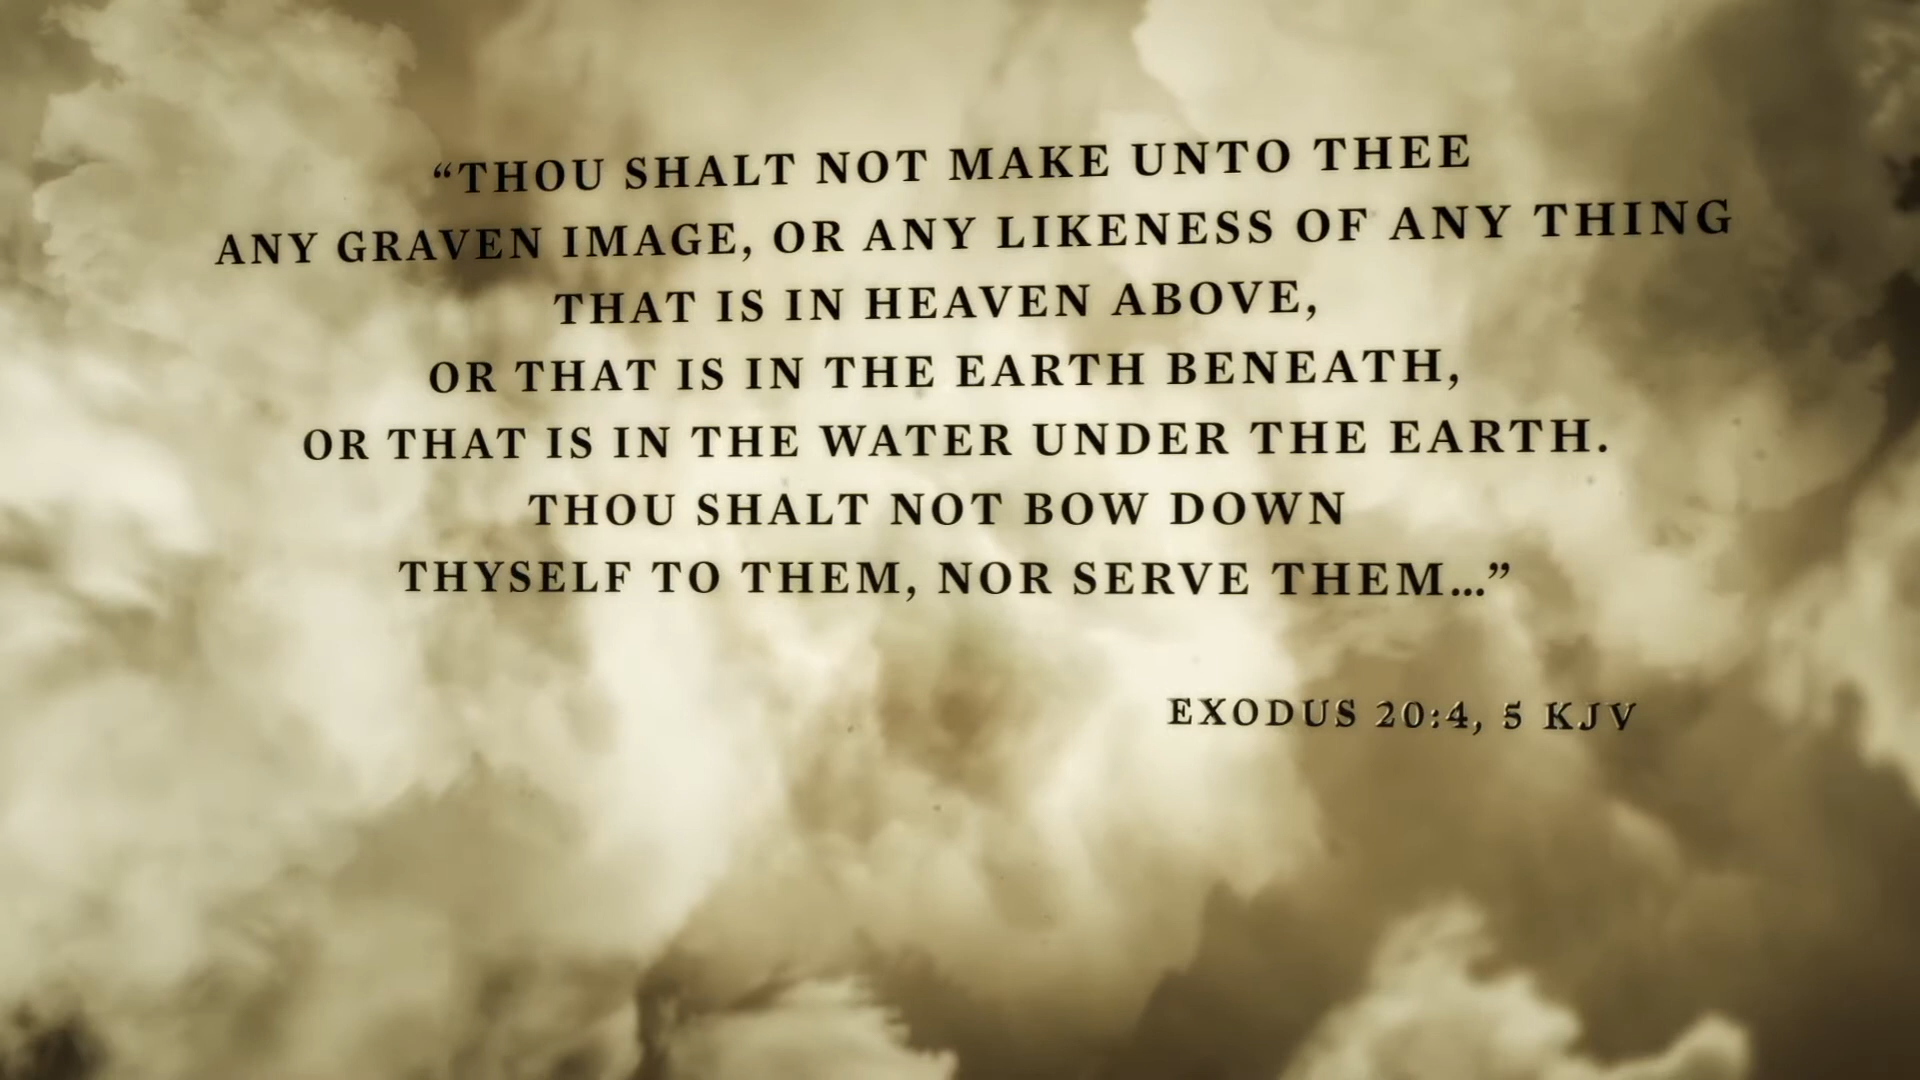 “THOU SHALT NOT MAKE UNTO THEE
ANY GRAVEN IMAGE, OR ANY LIKENESS OF ANY THING
THAT IS IN HEAVEN ABOVE,
OR THAT IS IN THE EARTH BENEATH,
OR THAT IS IN THE WATER UNDER THE EARTH.
THOU SHALT NOT BOW DOWN
THYSELF TO THEM, NOR SERVE THEM...”
EXODUS 20:4, 5 KJV